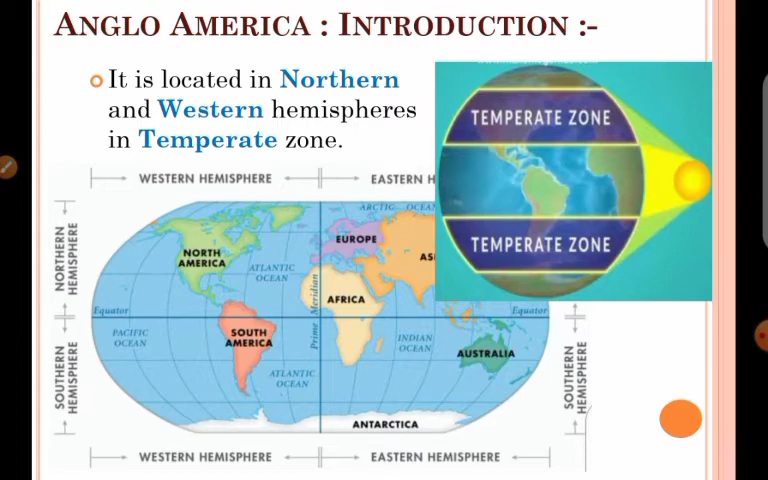 ANGLO AMERICA : INTRODUCTION :-
It is located in Northern
and Western hemispheres
in Temperate zone.
TEMPERATE ZONE
TEMPERATE ZONE
WESTERN HEMISPHERE
EASTERN H
NORTHERN
HEMISPHERE
SOUTHERN
HEMISPHERE
ARCTIC OCEAN
NORTH
AMERICA
EUROPE
AS
ATLANTIC
OCEAN
AFRICA
Prime Meridian
Equator
Equator
PACIFIC
OCEAN
SOUTH
AMERICA
INDIAN
OCEAN
AUSTRALIA
ATLANTIC
OCEAN
ANTARCTICA
SOUTHERN
HEMISPHERE
WESTERN HEMISPHERE
EASTERN HEMISPHERE